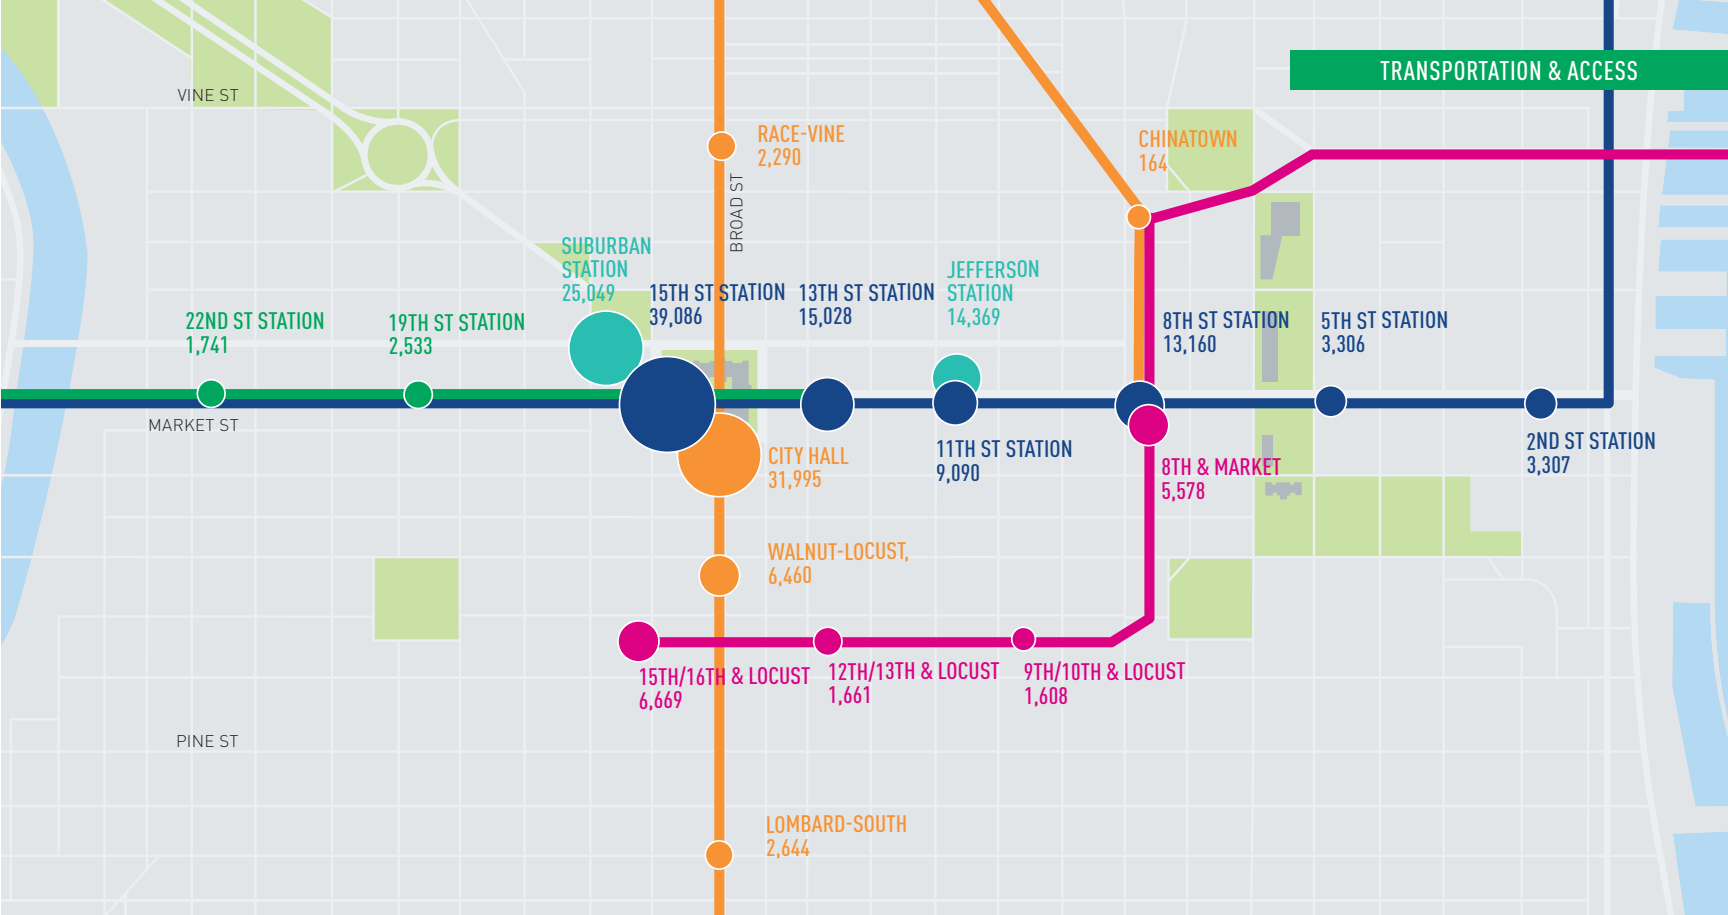 TRANSPORTATION & ACCESS
VINE ST
RACE-VINE
2,290
CHINATOWN
164
BROAD ST
SUBURBAN
STATION
25,049
JEFFERSON
STATION
14,369
15TH ST STATION
39,086
13TH ST STATION
15,028
22ND ST STATION
1,741
19TH ST STATION
2,533
8TH ST STATION
13,160
5TH ST STATION
3,306
MARKET ST
CITY HALL
31,995
11TH ST STATION
9,090
2ND ST STATION
3,307
8TH & MARKET
5,578
WALNUT-LOCUST,
6,460
15TH/16TH & LOCUST
6,669
12TH/13TH & LOCUST
1,661
9TH/10TH & LOCUST
1,608
PINE ST
LOMBARD-SOUTH
2,644